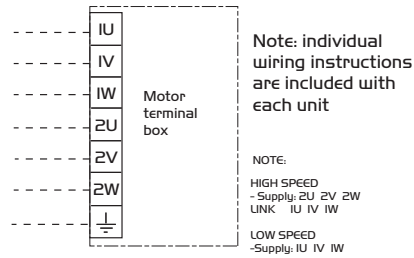 1U
1V
1W
2U
2V
2W
Motor
terminal
box
Note: individual
wiring instructions
are included with
each unit
NOTE:
HIGH SPEED
- Supply: 2U 2V 2W
LINK 1U 1V 1W
LOW SPEED
-Supply: 1U 1V 1W